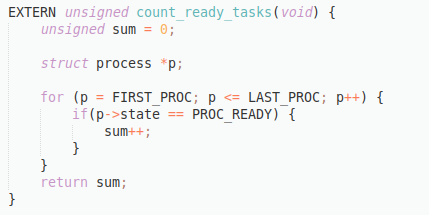 EXTERN unsigned count_ready_tasks(void) {
    unsigned sum = 0;

    struct process *p;

    for (p = FIRST_PROC; p <= LAST_PROC; p++) {
        if(p->state == PROC_READY) {
            sum++;
        }
    }
    return sum;
}